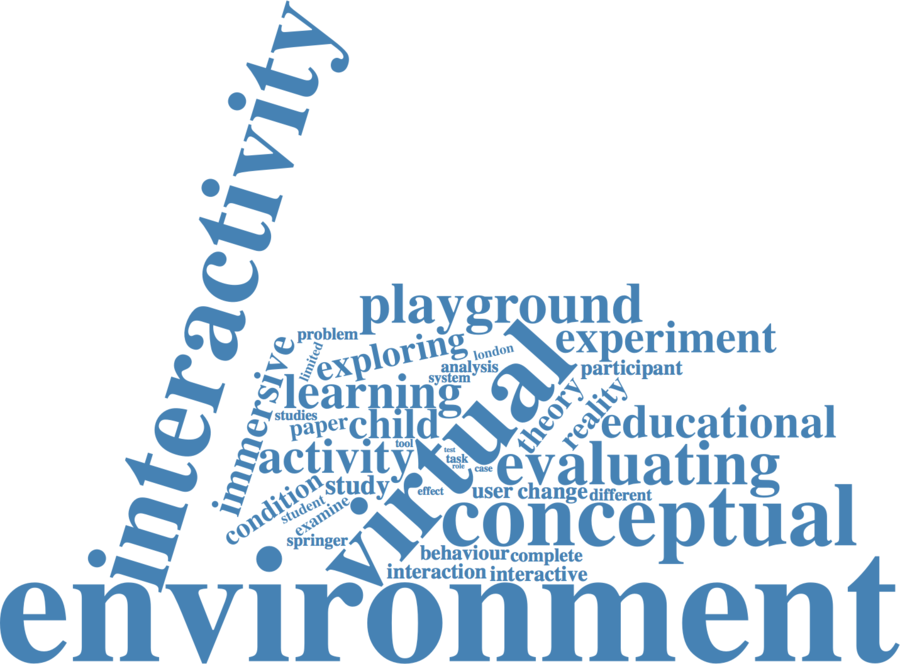 interactivity
playground
problem
experiment
exploring
london
limited
immersive
analysis
participant
system
learning
virtual
theory
reality
studies
paper
child
educational
tool
activity
test
task
role
case
evaluating
condition
study
effect
user
change
different
student
examine
conceptual
springer
behaviour
complete
interaction
interactive
environment